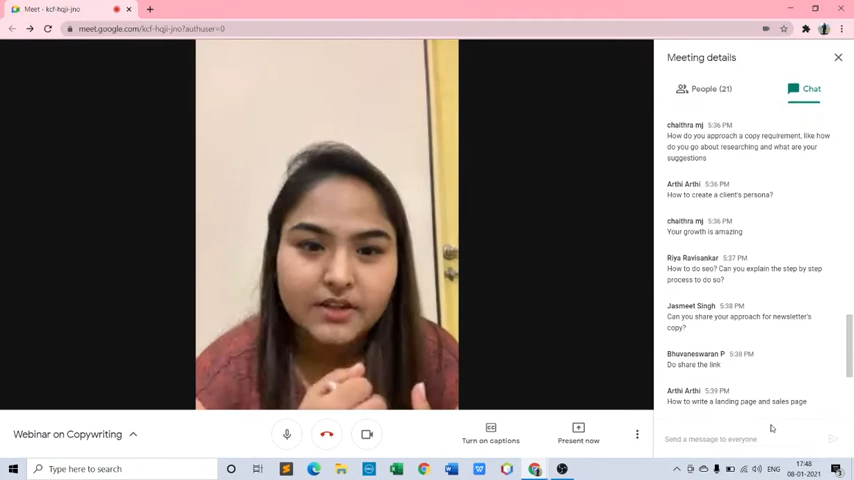 Meet - kcf-hqji-jno
meet.google.com/kcf-hqji-jno?authuser=0
Meeting details
People (21)
Chat
chaithra mj 5:36 PM
How do you approach a copy requirement, like how
do you go about researching and what are your
suggestions
Arthi Arthi 5:36 PM
How to create a client's persona?
chaithra mj 5:36 PM
Your growth is amazing
Riya Ravisankar 5:37 PM
How to do seo? Can you explain the step by step
process to do so?
Jasmeet Singh 5:38 PM
Can you share your approach for newsletter's
copy?
Bhuvaneswaran P 5:38 PM
Do share the link
Arthi Arthi 5:39 PM
How to write a landing page and sales page
Send a message to everyone
Webinar on Copywriting
Turn on captions
Present now
Type here to search
ENG
17:48
08-01-2021